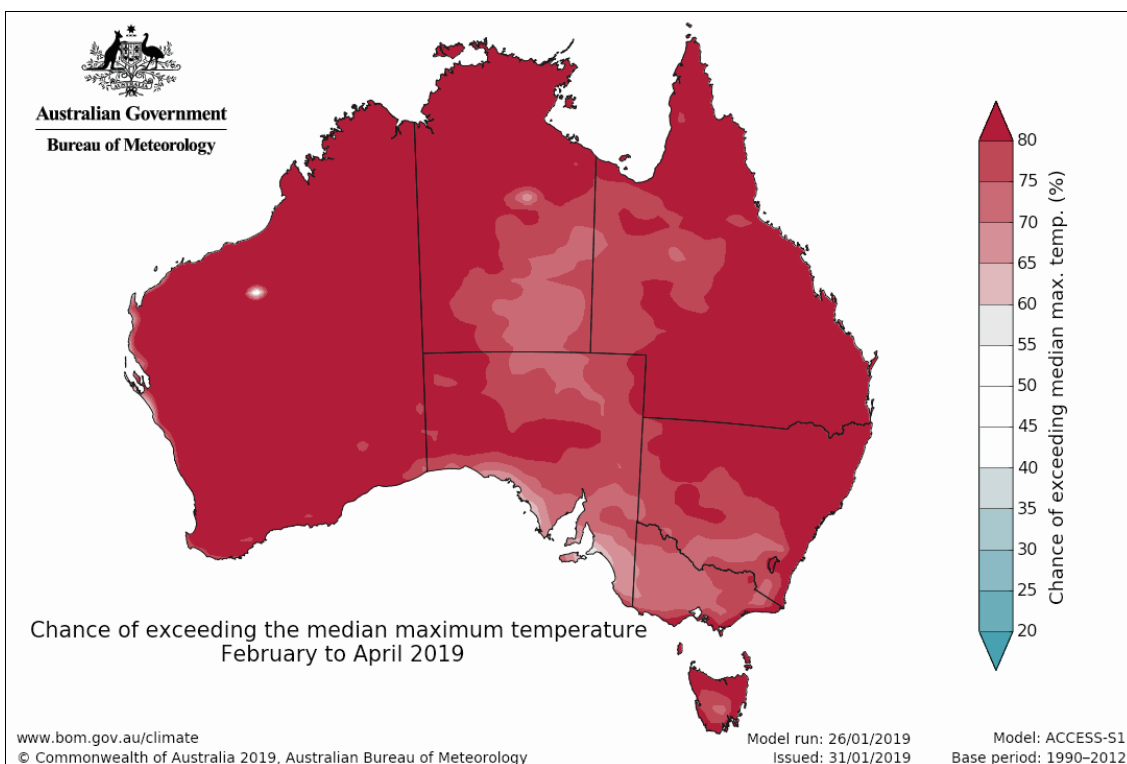 Australian Government
Bureau of Meteorology
80
75
70
65
60
55
50
45
40
35
30
25
20
Chance of exceeding median max. temp. (%)
Chance of exceeding the median maximum temperature
February to April 2019
www.bom.gov.au/climate
© Commonwealth of Australia 2019, Australian Bureau of Meteorology
Model run: 26/01/2019
Issued: 31/01/2019
Model: ACCESS-S1
Base period: 1990–2012